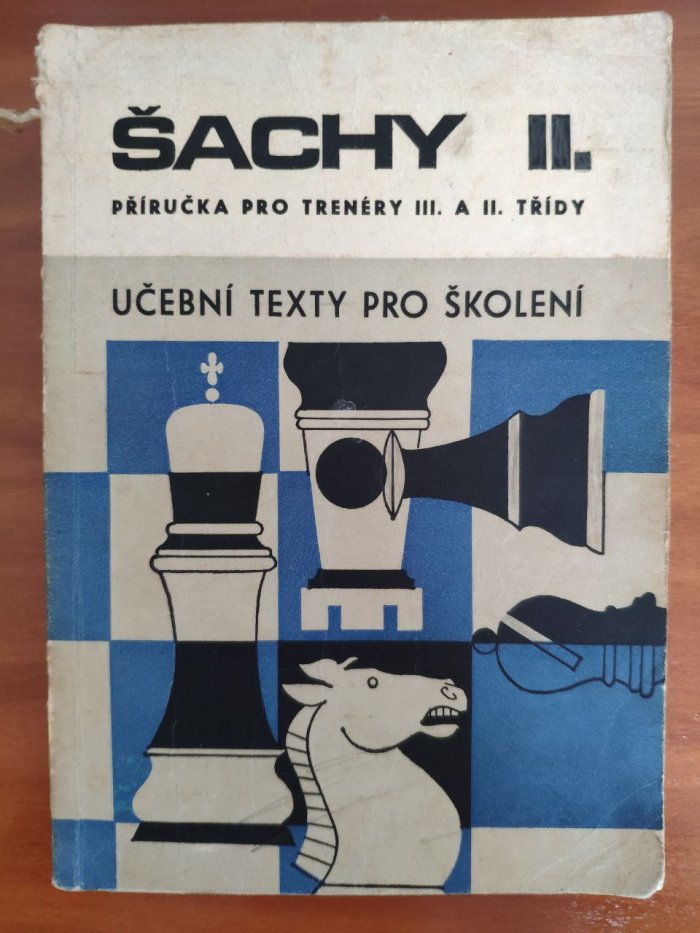 ŠACHY II.
PŘÍRUČKA PRO TRENÉRY III. A II. TŘÍDY
UČEBNÍ TEXTY PRO ŠKOLENÍ